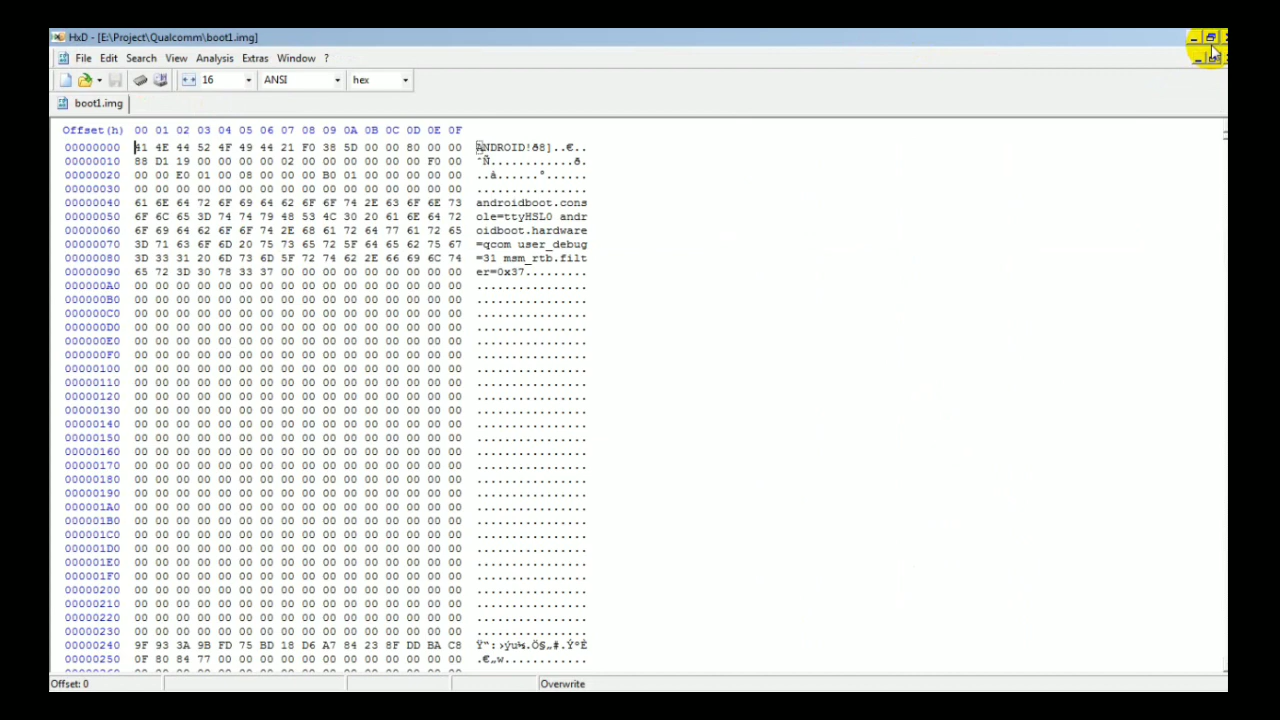 HxD - [E:\Project\Qualcomm\boot1.img]
File Edit Search View Analysis Extras Window ?
16 ANSI hex
boot1.img
Offset(h) 00 01 02 03 04 05 06 07 08 09 0A 0B 0C 0D 0E 0F
00000000 41 4E 44 52 4F 49 44 21 F0 38 5D 00 00 80 00 00 ANDROID!ð8]..€..
00000010 88 D1 19 00 00 00 00 02 00 00 00 00 00 00 F0 00 ˆÑ............ð.
00000020 00 00 E0 01 00 08 00 00 00 B0 01 00 00 00 00 00 ..à......°......
00000030 00 00 00 00 00 00 00 00 00 00 00 00 00 00 00 00 ................
00000040 61 6E 64 72 6F 69 64 62 6F 6F 74 2E 63 6F 6E 73 androidboot.cons
00000050 6F 6C 65 3D 74 74 79 48 53 4C 30 20 61 6E 64 72 ole=ttyHSL0 andr
00000060 6F 69 64 62 6F 6F 74 2E 68 61 72 64 77 61 72 65 oidboot.hardware
00000070 3D 71 63 6F 6D 20 75 73 65 72 5F 64 65 62 75 67 =qcom user_debug
00000080 3D 33 31 20 6D 73 6D 5F 72 74 62 2E 66 69 6C 74 =31 msm_rtb.filt
00000090 65 72 3D 30 78 33 37 00 00 00 00 00 00 00 00 00 er=0x37.........
000000A0 00 00 00 00 00 00 00 00 00 00 00 00 00 00 00 00 ................
000000B0 00 00 00 00 00 00 00 00 00 00 00 00 00 00 00 00 ................
000000C0 00 00 00 00 00 00 00 00 00 00 00 00 00 00 00 00 ................
000000D0 00 00 00 00 00 00 00 00 00 00 00 00 00 00 00 00 ................
000000E0 00 00 00 00 00 00 00 00 00 00 00 00 00 00 00 00 ................
000000F0 00 00 00 00 00 00 00 00 00 00 00 00 00 00 00 00 ................
00000100 00 00 00 00 00 00 00 00 00 00 00 00 00 00 00 00 ................
00000110 00 00 00 00 00 00 00 00 00 00 00 00 00 00 00 00 ................
00000120 00 00 00 00 00 00 00 00 00 00 00 00 00 00 00 00 ................
00000130 00 00 00 00 00 00 00 00 00 00 00 00 00 00 00 00 ................
00000140 00 00 00 00 00 00 00 00 00 00 00 00 00 00 00 00 ................
00000150 00 00 00 00 00 00 00 00 00 00 00 00 00 00 00 00 ................
00000160 00 00 00 00 00 00 00 00 00 00 00 00 00 00 00 00 ................
00000170 00 00 00 00 00 00 00 00 00 00 00 00 00 00 00 00 ................
00000180 00 00 00 00 00 00 00 00 00 00 00 00 00 00 00 00 ................
00000190 00 00 00 00 00 00 00 00 00 00 00 00 00 00 00 00 ................
000001A0 00 00 00 00 00 00 00 00 00 00 00 00 00 00 00 00 ................
000001B0 00 00 00 00 00 00 00 00 00 00 00 00 00 00 00 00 ................
000001C0 00 00 00 00 00 00 00 00 00 00 00 00 00 00 00 00 ................
000001D0 00 00 00 00 00 00 00 00 00 00 00 00 00 00 00 00 ................
000001E0 00 00 00 00 00 00 00 00 00 00 00 00 00 00 00 00 ................
000001F0 00 00 00 00 00 00 00 00 00 00 00 00 00 00 00 00 ................
00000200 00 00 00 00 00 00 00 00 00 00 00 00 00 00 00 00 ................
00000210 00 00 00 00 00 00 00 00 00 00 00 00 00 00 00 00 ................
00000220 00 00 00 00 00 00 00 00 00 00 00 00 00 00 00 00 ................
00000230 00 00 00 00 00 00 00 00 00 00 00 00 00 00 00 00 ................
00000240 9F 93 3A 9B FD 75 BD 18 D6 A7 84 23 8F DD BA C8 Ÿ“:›ýu½.Ö§„#.ÝºÈ
00000250 0F 80 84 77 00 00 00 00 00 00 00 00 00 00 00 00 .€„w............
Offset: 0 Overwrite